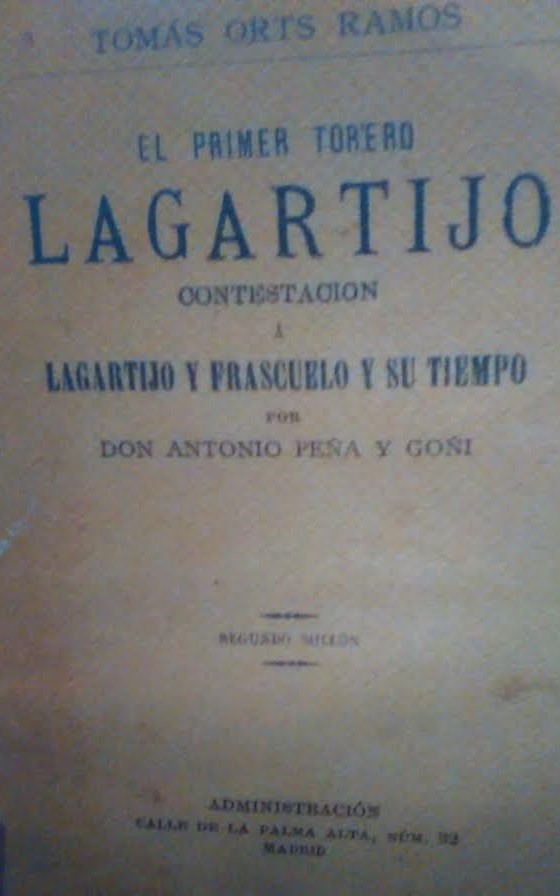 TOMÁS ORTS RAMOS
EL PRIMER TORERO
LAGARTIJO
CONTESTACION
Á
LAGARTIJO Y FRASCUELO Y SU TIEMPO
POR
DON ANTONIO PEÑA Y GOÑI
SEGUNDO MILLÓN
ADMINISTRACIÓN
CALLE DE LA PALMA ALTA, NÚM. 32
MADRID